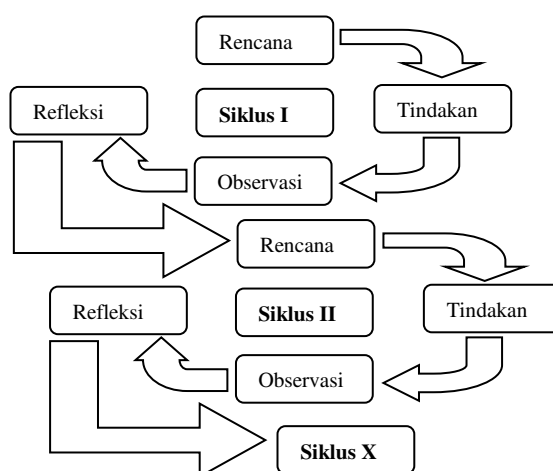 Rencana
Refleksi
Siklus I
Tindakan
Observasi
Rencana
Refleksi
Siklus II
Tindakan
Observasi
Siklus X